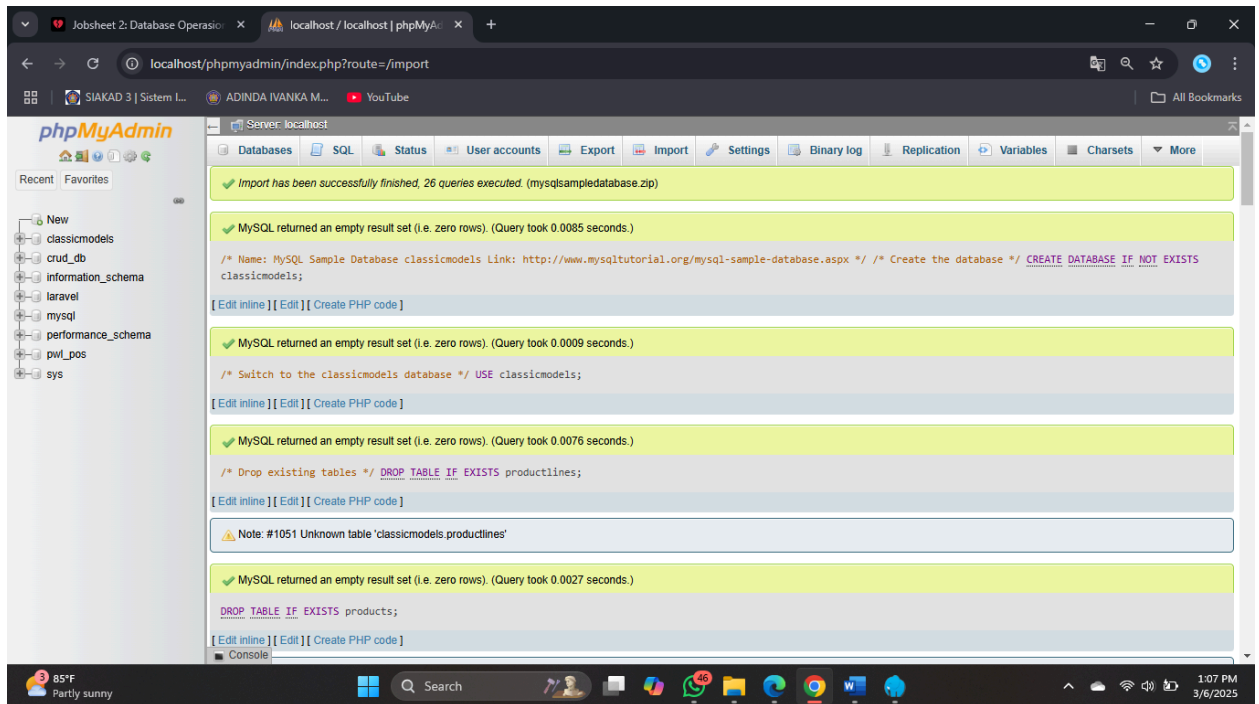 Jobsheet 2: Database Operasio
localhost / localhost | phpMyAd
localhost/phpmyadmin/index.php?route=/import
SIAKAD 3 | Sistem I...
ADINDA IVANKA M...
YouTube
All Bookmarks
phpMyAdmin
Recent
Favorites
New
classicmodels
crud_db
information_schema
laravel
mysql
performance_schema
pwl_pos
sys
Server: localhost
Databases
SQL
Status
User accounts
Export
Import
Settings
Binary log
Replication
Variables
Charsets
More
Import has been successfully finished, 26 queries executed. (mysqlsampledatabase.zip)
MySQL returned an empty result set (i.e. zero rows). (Query took 0.0085 seconds.)
/* Name: MySQL Sample Database classicmodels Link: http://www.mysqltutorial.org/mysql-sample-database.aspx */ /* Create the database */ CREATE DATABASE IF NOT EXISTS
classicmodels;
[ Edit inline ] [ Edit ] [ Create PHP code ]
MySQL returned an empty result set (i.e. zero rows). (Query took 0.0009 seconds.)
/* Switch to the classicmodels database */ USE classicmodels;
[ Edit inline ] [ Edit ] [ Create PHP code ]
MySQL returned an empty result set (i.e. zero rows). (Query took 0.0076 seconds.)
/* Drop existing tables */ DROP TABLE IF EXISTS productlines;
[ Edit inline ] [ Edit ] [ Create PHP code ]
Note: #1051 Unknown table 'classicmodels.productlines'
MySQL returned an empty result set (i.e. zero rows). (Query took 0.0027 seconds.)
DROP TABLE IF EXISTS products;
[ Edit inline ] [ Edit ] [ Create PHP code ]
Console
3
85°F
Partly sunny
Search
46
1:07 PM
3/6/2025